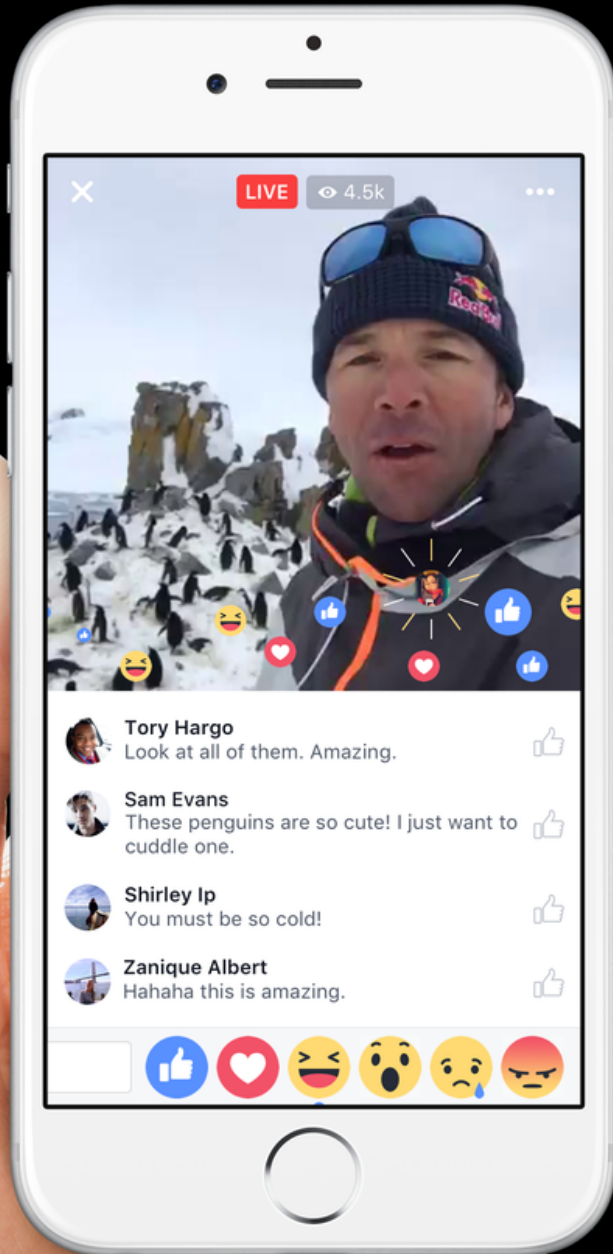 LIVE 4.5k
Red Bull
Tory Hargo
Look at all of them. Amazing.
Sam Evans
These penguins are so cute! I just want to
cuddle one.
Shirley Ip
You must be so cold!
Zanique Albert
Hahaha this is amazing.